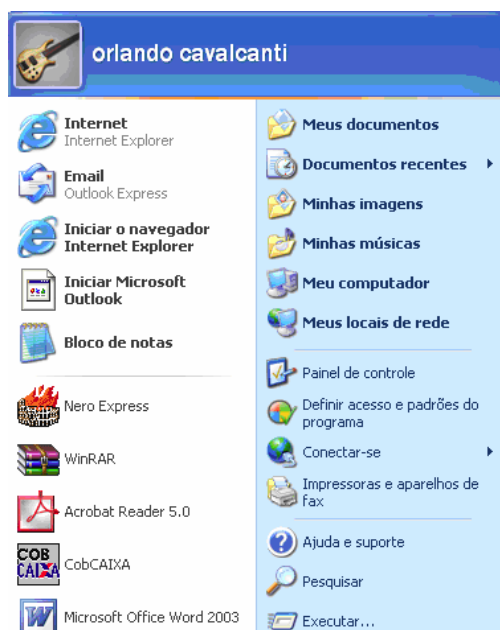 orlando cavalcanti
Internet
Internet Explorer
Email
Outlook Express
Iniciar o navegador
Internet Explorer
Iniciar Microsoft
Outlook
Bloco de notas
Nero Express
WinRAR
Acrobat Reader 5.0
COB
CAIXA
CobCAIXA
Microsoft Office Word 2003
Meus documentos
Documentos recentes
Minhas imagens
Minhas músicas
Meu computador
Meus locais de rede
Painel de controle
Definir acesso e padrões do
programa
Conectar-se
Impressoras e aparelhos de
fax
Ajuda e suporte
Pesquisar
Executar...